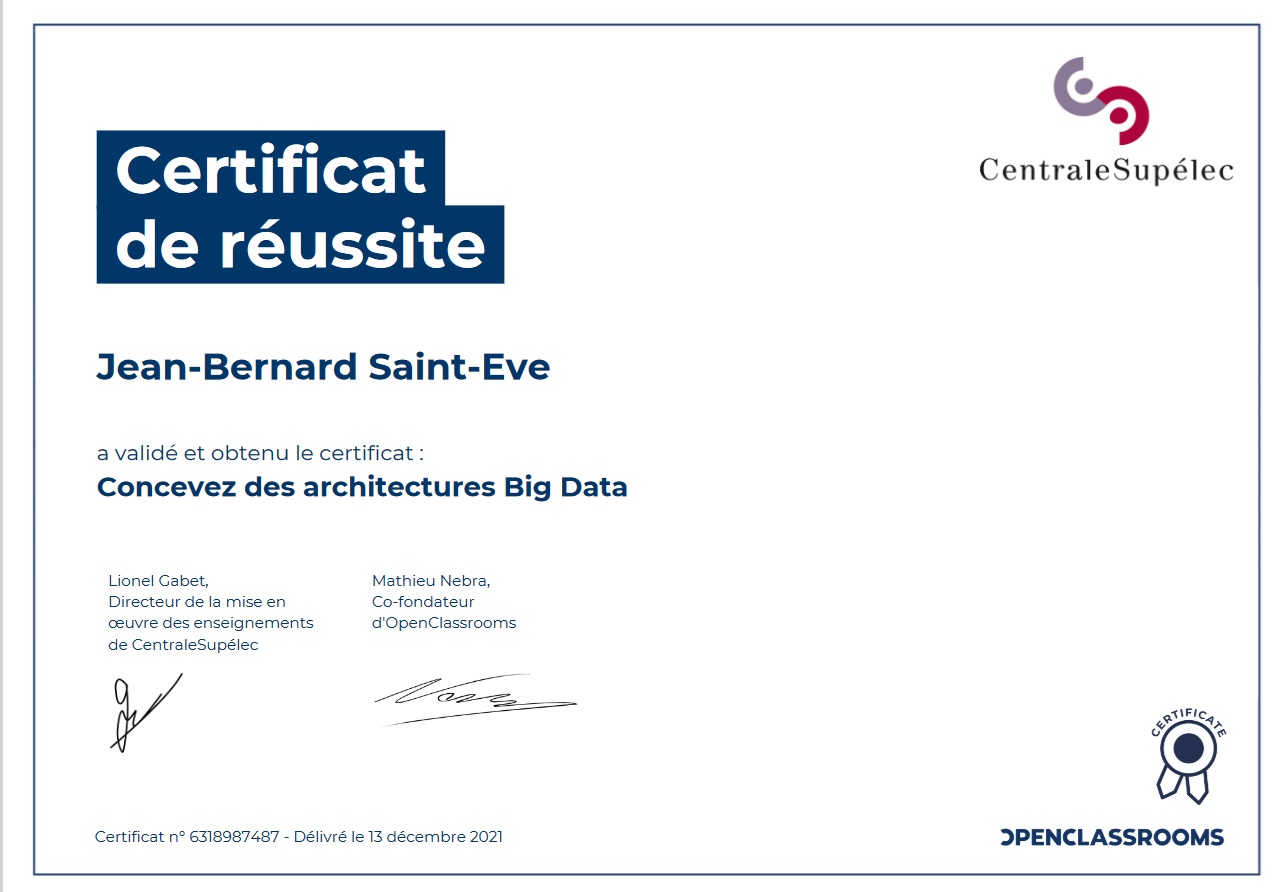 CentraleSupélec
Certificat
de réussite
Jean-Bernard Saint-Eve
a validé et obtenu le certificat :
Concevez des architectures Big Data
Lionel Gabet,
Directeur de la mise en
œuvre des enseignements
de CentraleSupélec
Mathieu Nebra,
Co-fondateur
d'OpenClassrooms
CERTIFICATE
Certificat n° 6318987487 - Délivré le 13 décembre 2021
OPENCLASSROOMS